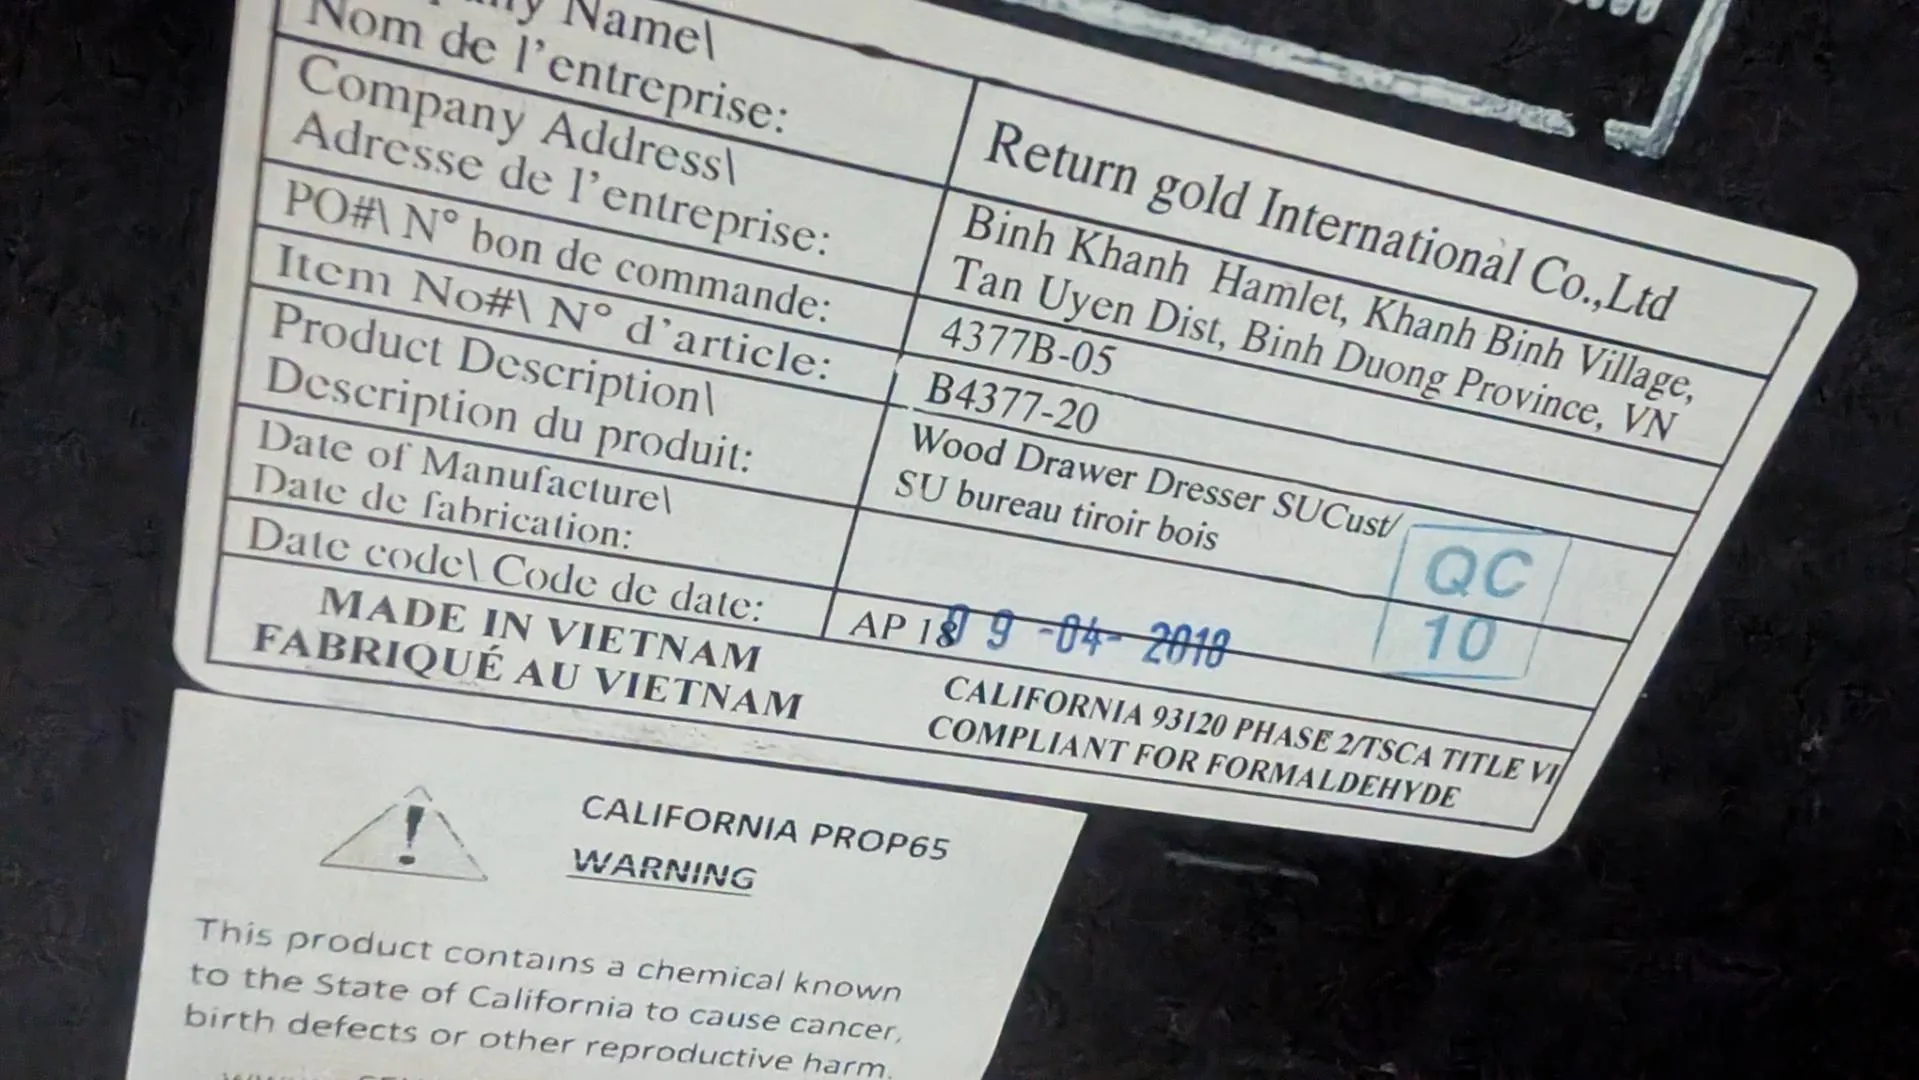 Name\
Nom de l'entreprise:
Return gold International Co.,Ltd
Company Address\
Adresse de l'entreprise:
Binh Khanh Hamlet, Khanh Binh Village,
Tan Uyen Dist, Binh Duong Province, VN
PO#\ N° bon de commande:
4377B-05
Item No#\ N° d'article:
B4377-20
Product Description\
Description du produit:
Wood Drawer Dresser SUCust/
SU bureau tiroir bois
Date of Manufacture\
Date de fabrication:
QC
10
Date code\ Code de date:
AP 18
9 -04- 2018
MADE IN VIETNAM
FABRIQUÉ AU VIETNAM
CALIFORNIA 93120 PHASE 2/TSCA TITLE VI
COMPLIANT FOR FORMALDEHYDE
CALIFORNIA PROP65
WARNING
This product contains a chemical known
to the State of California to cause cancer,
birth defects or other reproductive harm.